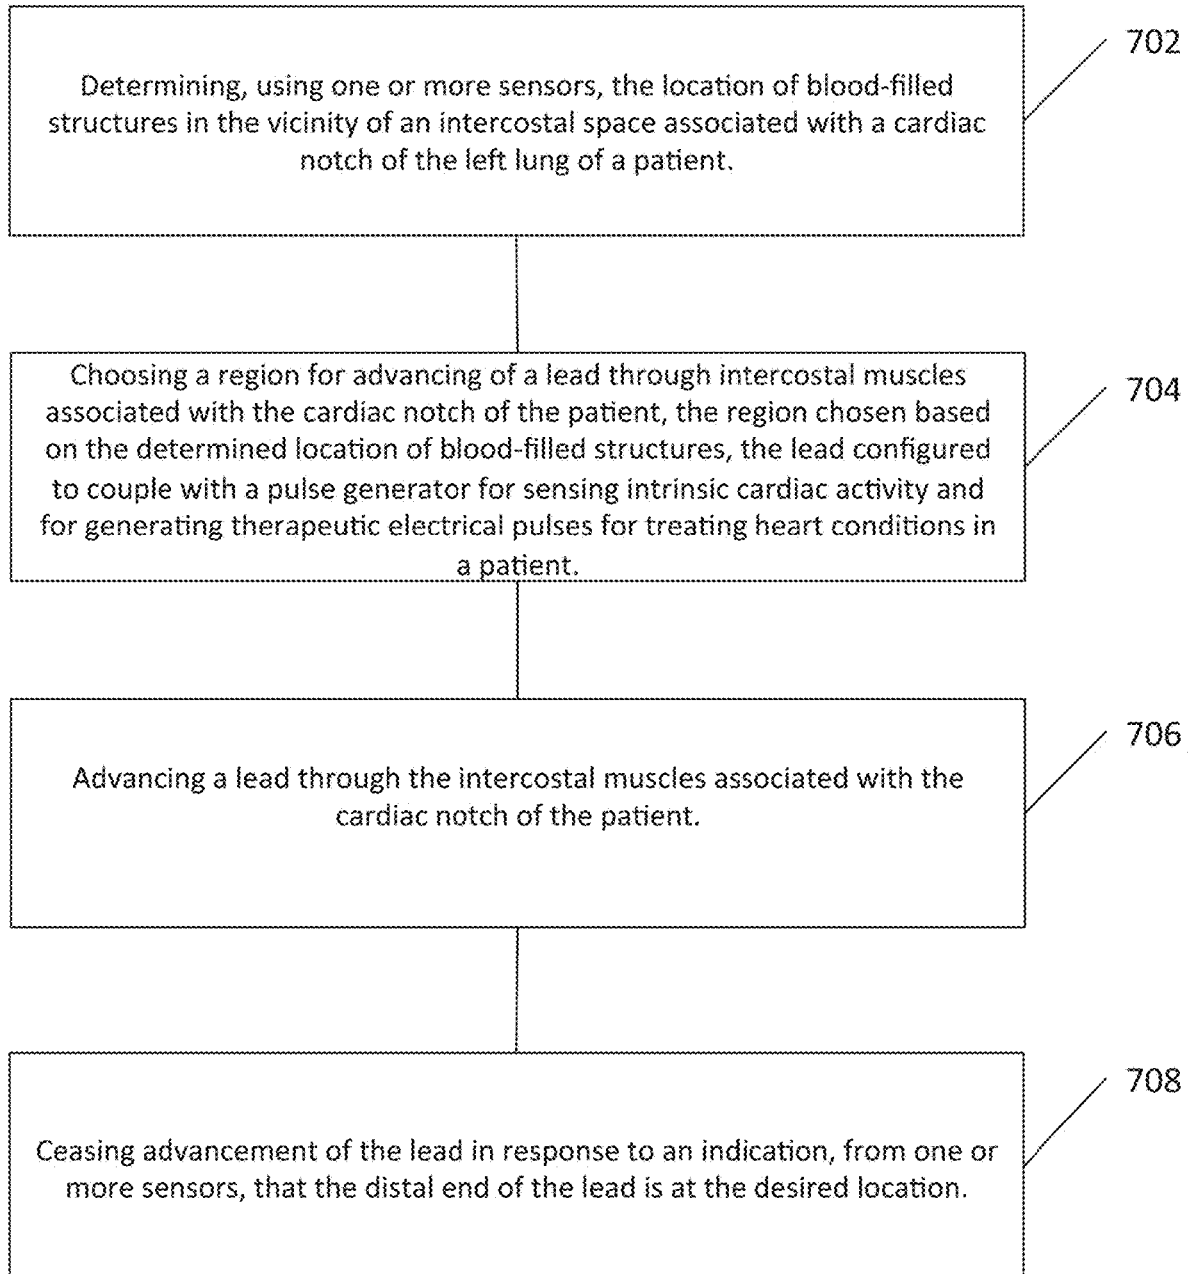 702
Determining, using one or more sensors, the location of blood-filled
structures in the vicinity of an intercostal space associated with a cardiac
notch of the left lung of a patient.
704
Choosing a region for advancing of a lead through intercostal muscles
associated with the cardiac notch of the patient, the region chosen based
on the determined location of blood-filled structures, the lead configured
to couple with a pulse generator for sensing intrinsic cardiac activity and
for generating therapeutic electrical pulses for treating heart conditions in
a patient.
706
Advancing a lead through the intercostal muscles associated with the
cardiac notch of the patient.
708
Ceasing advancement of the lead in response to an indication, from one or
more sensors, that the distal end of the lead is at the desired location.